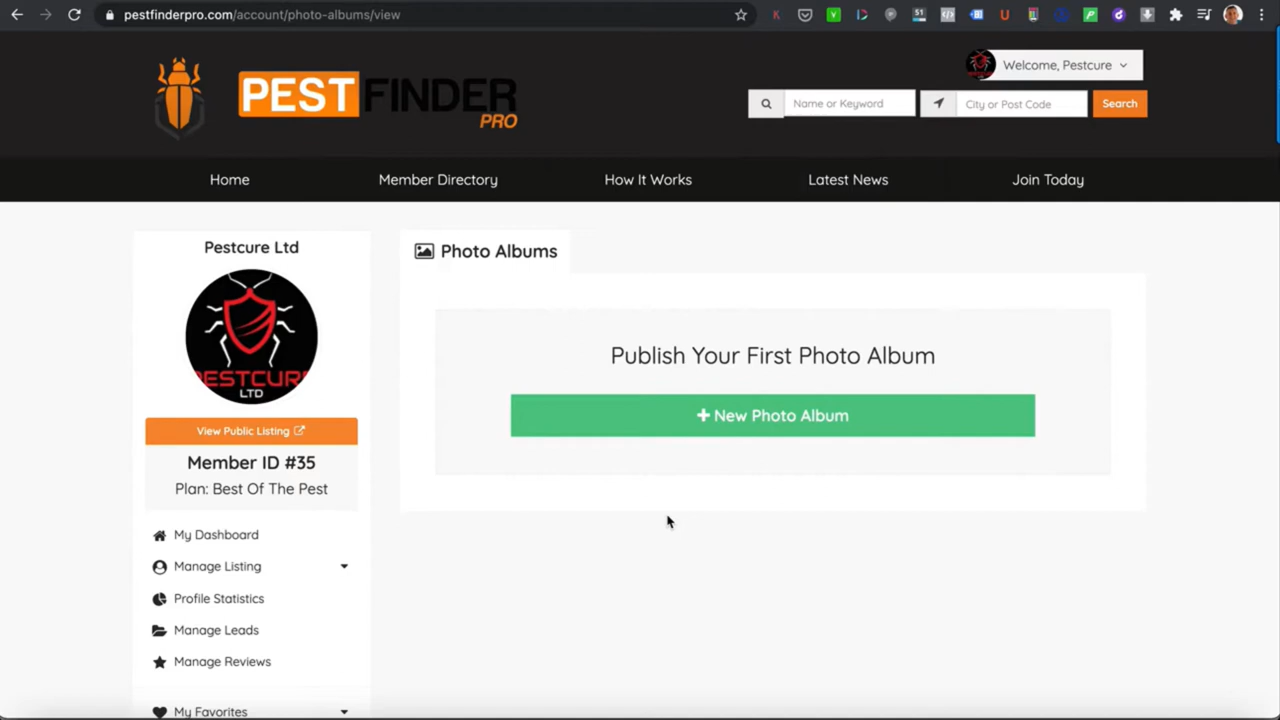 pestfinderpro.com/account/photo-albums/view
51
PEST FINDER
PRO
Welcome, Pestcure
Name or Keyword
City or Post Code
Search
Home
Member Directory
How It Works
Latest News
Join Today
Pestcure Ltd
PESTCURE
LTD
View Public Listing
Member ID #35
Plan: Best Of The Pest
My Dashboard
Manage Listing
Profile Statistics
Manage Leads
Manage Reviews
My Favorites
Photo Albums
Publish Your First Photo Album
+ New Photo Album